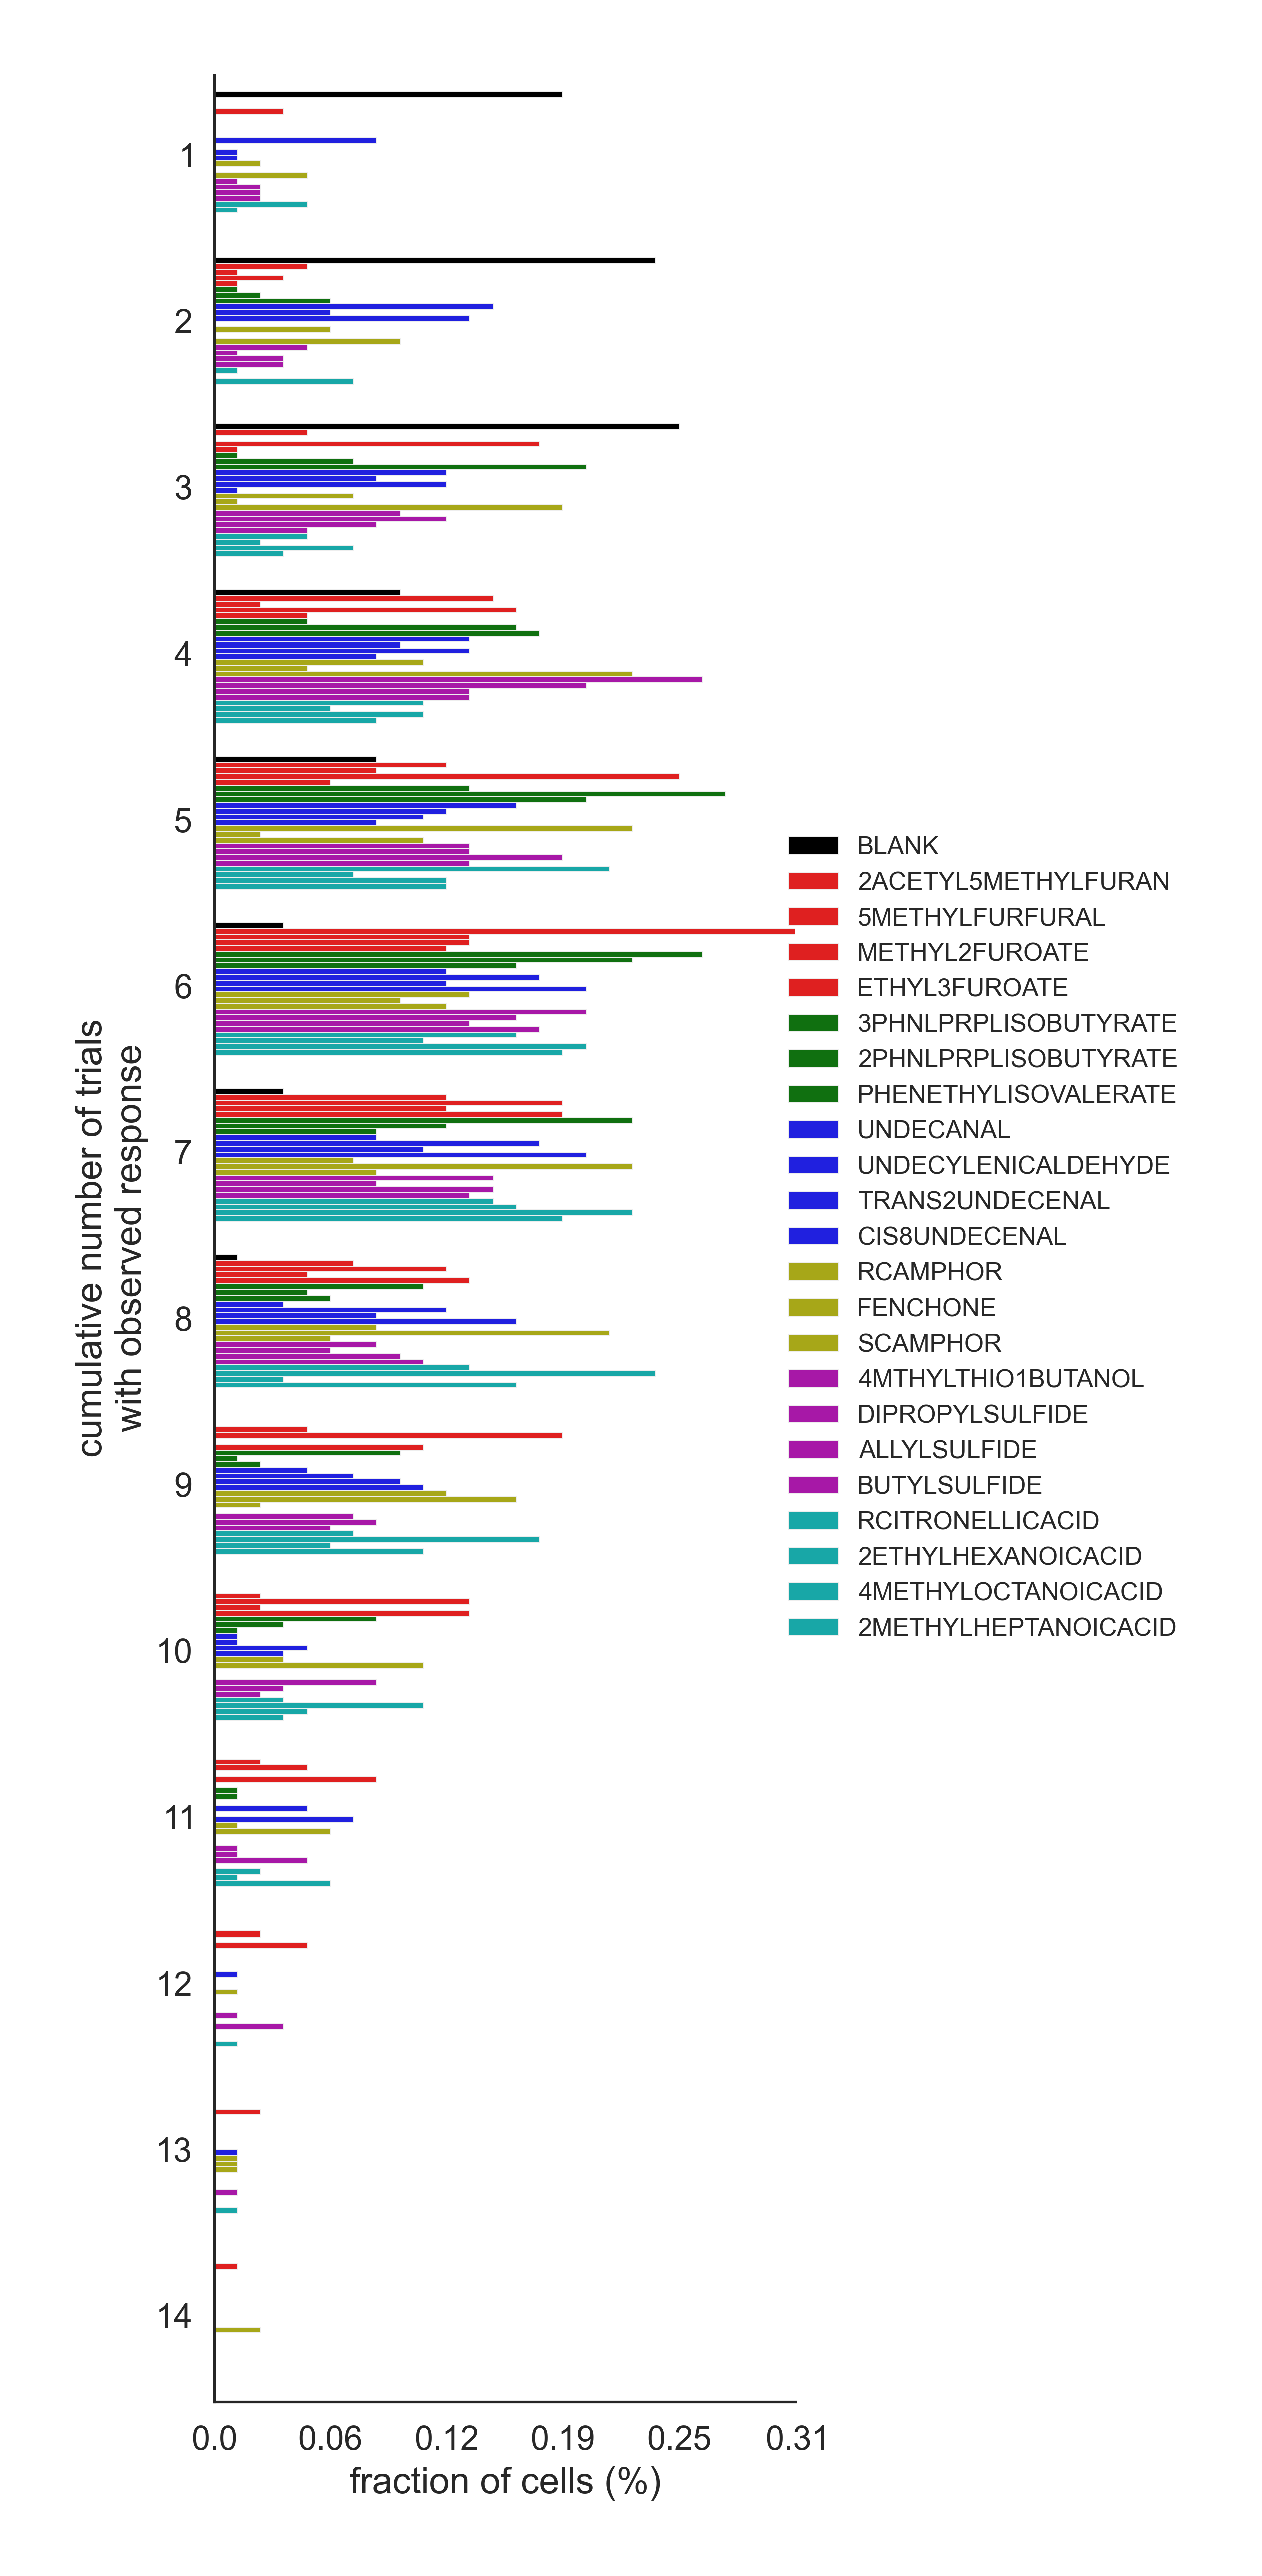 1
2
3
4
5
6
7
8
9
10
11
12
13
14
cumulative number of trials
with observed response
BLANK
2ACETYL5METHYLFURAN
5METHYLFURFURAL
METHYL2FUROATE
ETHYL3FUROATE
3PHNLPRPLISOBUTYRATE
2PHNLPRPLISOBUTYRATE
PHENETHYLISOVALERATE
UNDECANAL
UNDECYLENICALDEHYDE
TRANS2UNDECENAL
CIS8UNDECENAL
RCAMPHOR
FENCHONE
SCAMPHOR
4MTHYLTHIO1BUTANOL
DIPROPYLSULFIDE
ALLYLSULFIDE
BUTYLSULFIDE
RCITRONELLICACID
2ETHYLHEXANOICACID
4METHYLOCTANOICACID
2METHYLHEPTANOICACID
0.0 0.06 0.12 0.19 0.25 0.31
fraction of cells (%)